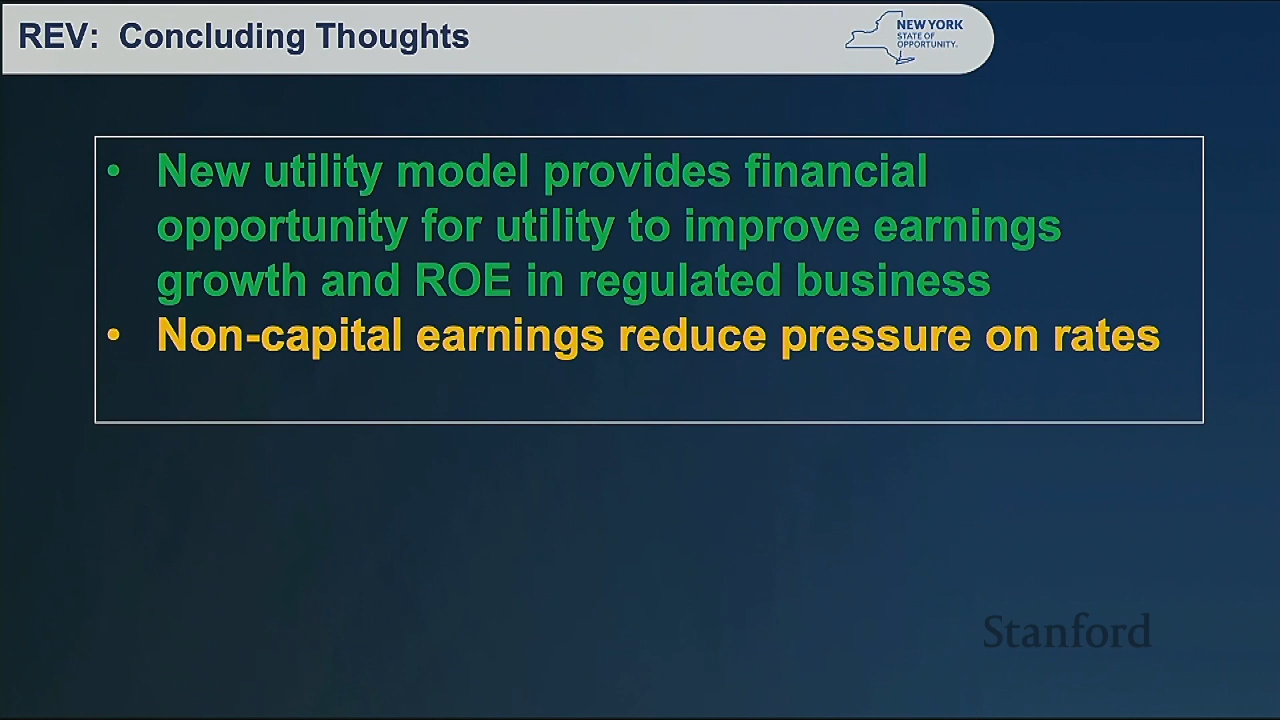 REV: Concluding Thoughts
NEW YORK
STATE OF
OPPORTUNITY.
• New utility model provides financial
opportunity for utility to improve earnings
growth and ROE in regulated business
• Non-capital earnings reduce pressure on rates
Stanford